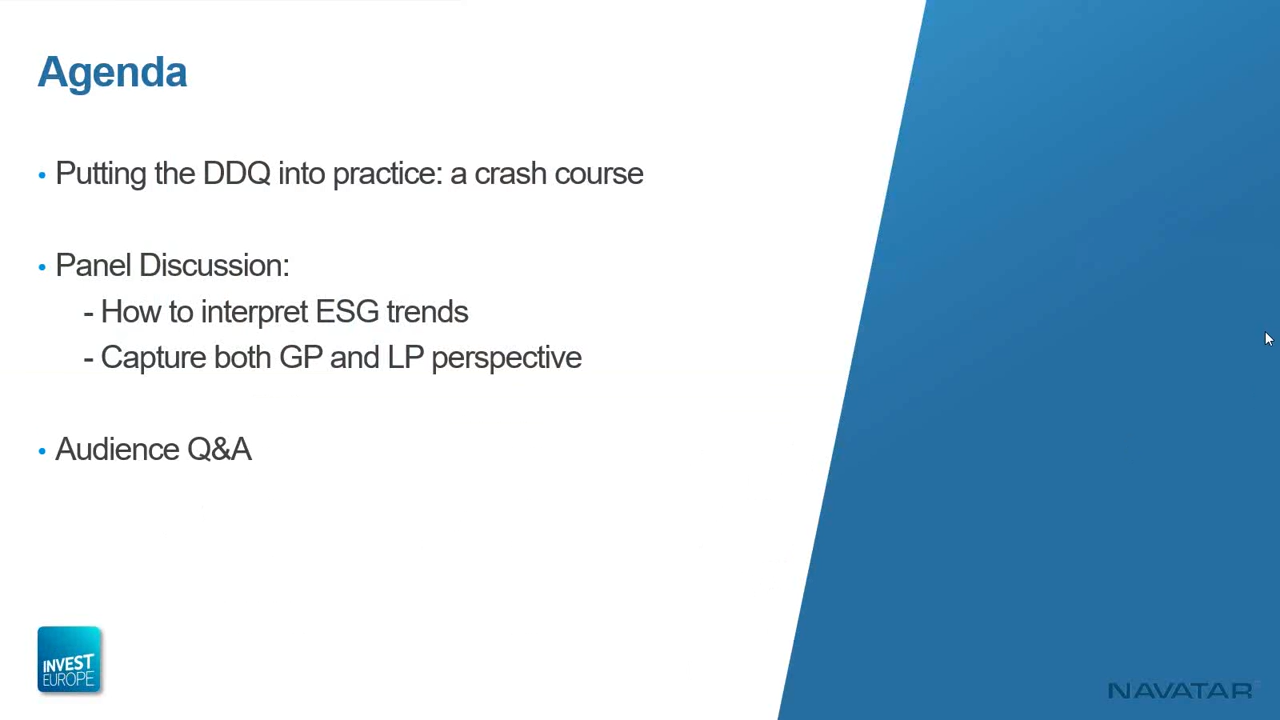 Agenda
• Putting the DDQ into practice: a crash course
• Panel Discussion:
- How to interpret ESG trends
- Capture both GP and LP perspective
• Audience Q&A
INVEST
EUROPE
NAVATAR